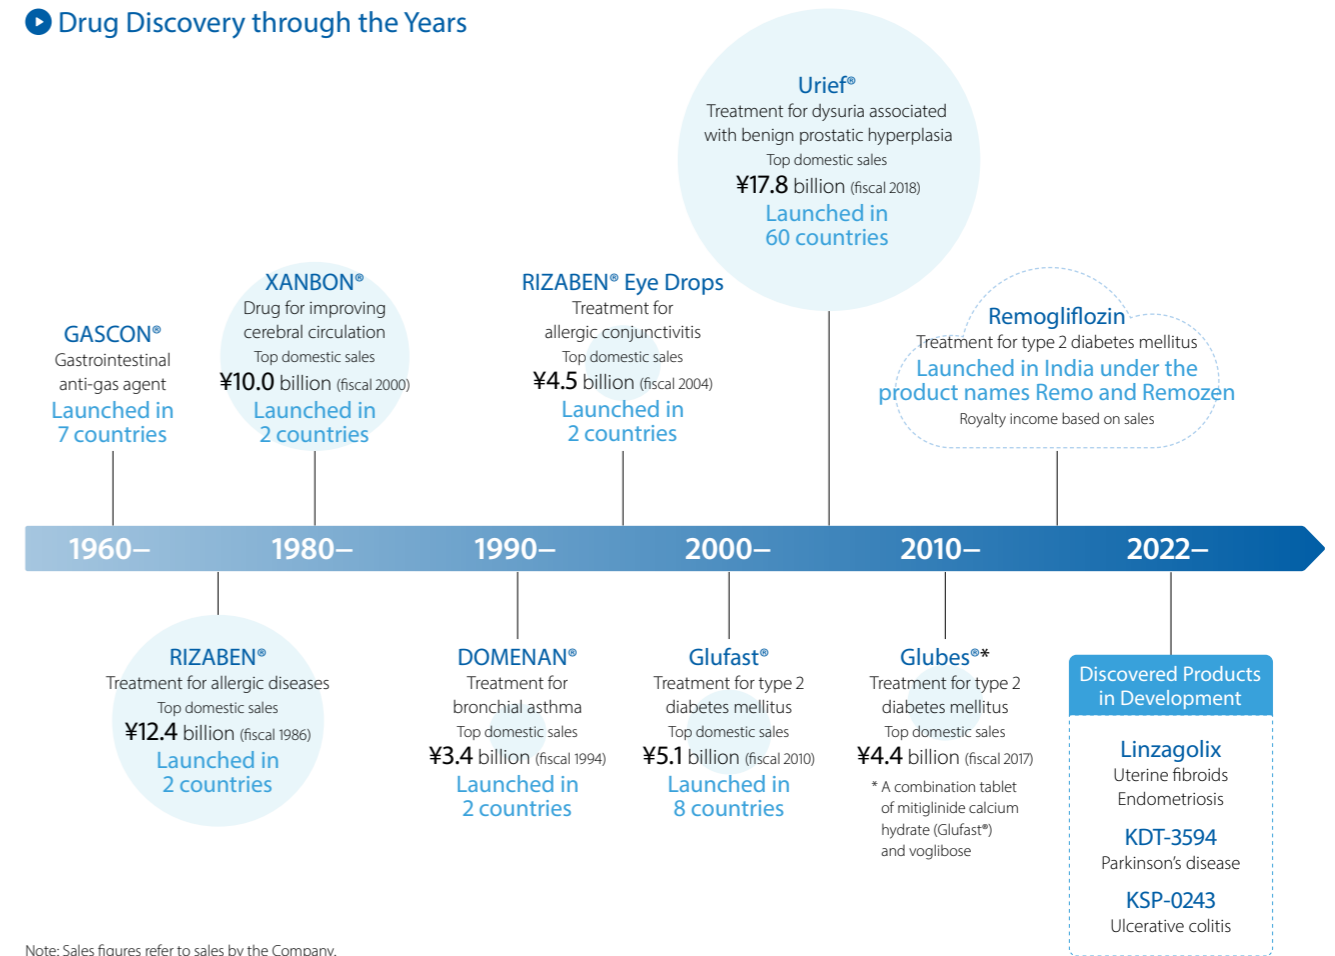 Drug Discovery through the Years
Urief®
Treatment for dysuria associated
with benign prostatic hyperplasia
Top domestic sales
¥17.8 billion (fiscal 2018)
Launched in
60 countries
GASCON®
Gastrointestinal
anti-gas agent
Launched in
7 countries
XANBON®
Drug for improving
cerebral circulation
Top domestic sales
¥10.0 billion (fiscal 2000)
Launched in
2 countries
RIZABEN® Eye Drops
Treatment for
allergic conjunctivitis
Top domestic sales
¥4.5 billion (fiscal 2004)
Launched in
2 countries
Remogliflozin
Treatment for type 2 diabetes mellitus
Launched in India under the
product names Remo and Remozen
Royalty income based on sales
1960–
1980–
1990–
2000–
2010–
2022–
RIZABEN®
Treatment for allergic diseases
Top domestic sales
¥12.4 billion (fiscal 1986)
Launched in
2 countries
DOMENAN®
Treatment for
bronchial asthma
Top domestic sales
¥3.4 billion (fiscal 1994)
Launched in
2 countries
Glufast®
Treatment for type 2
diabetes mellitus
Top domestic sales
¥5.1 billion (fiscal 2010)
Launched in
8 countries
Glubes®*
Treatment for type 2
diabetes mellitus
Top domestic sales
¥4.4 billion (fiscal 2017)
* A combination tablet
of mitiglinide calcium
hydrate (Glufast®)
and voglibose
Discovered Products
in Development
Linzagolix
Uterine fibroids
Endometriosis
KDT-3594
Parkinson's disease
KSP-0243
Ulcerative colitis
Note: Sales figures refer to sales by the Company.